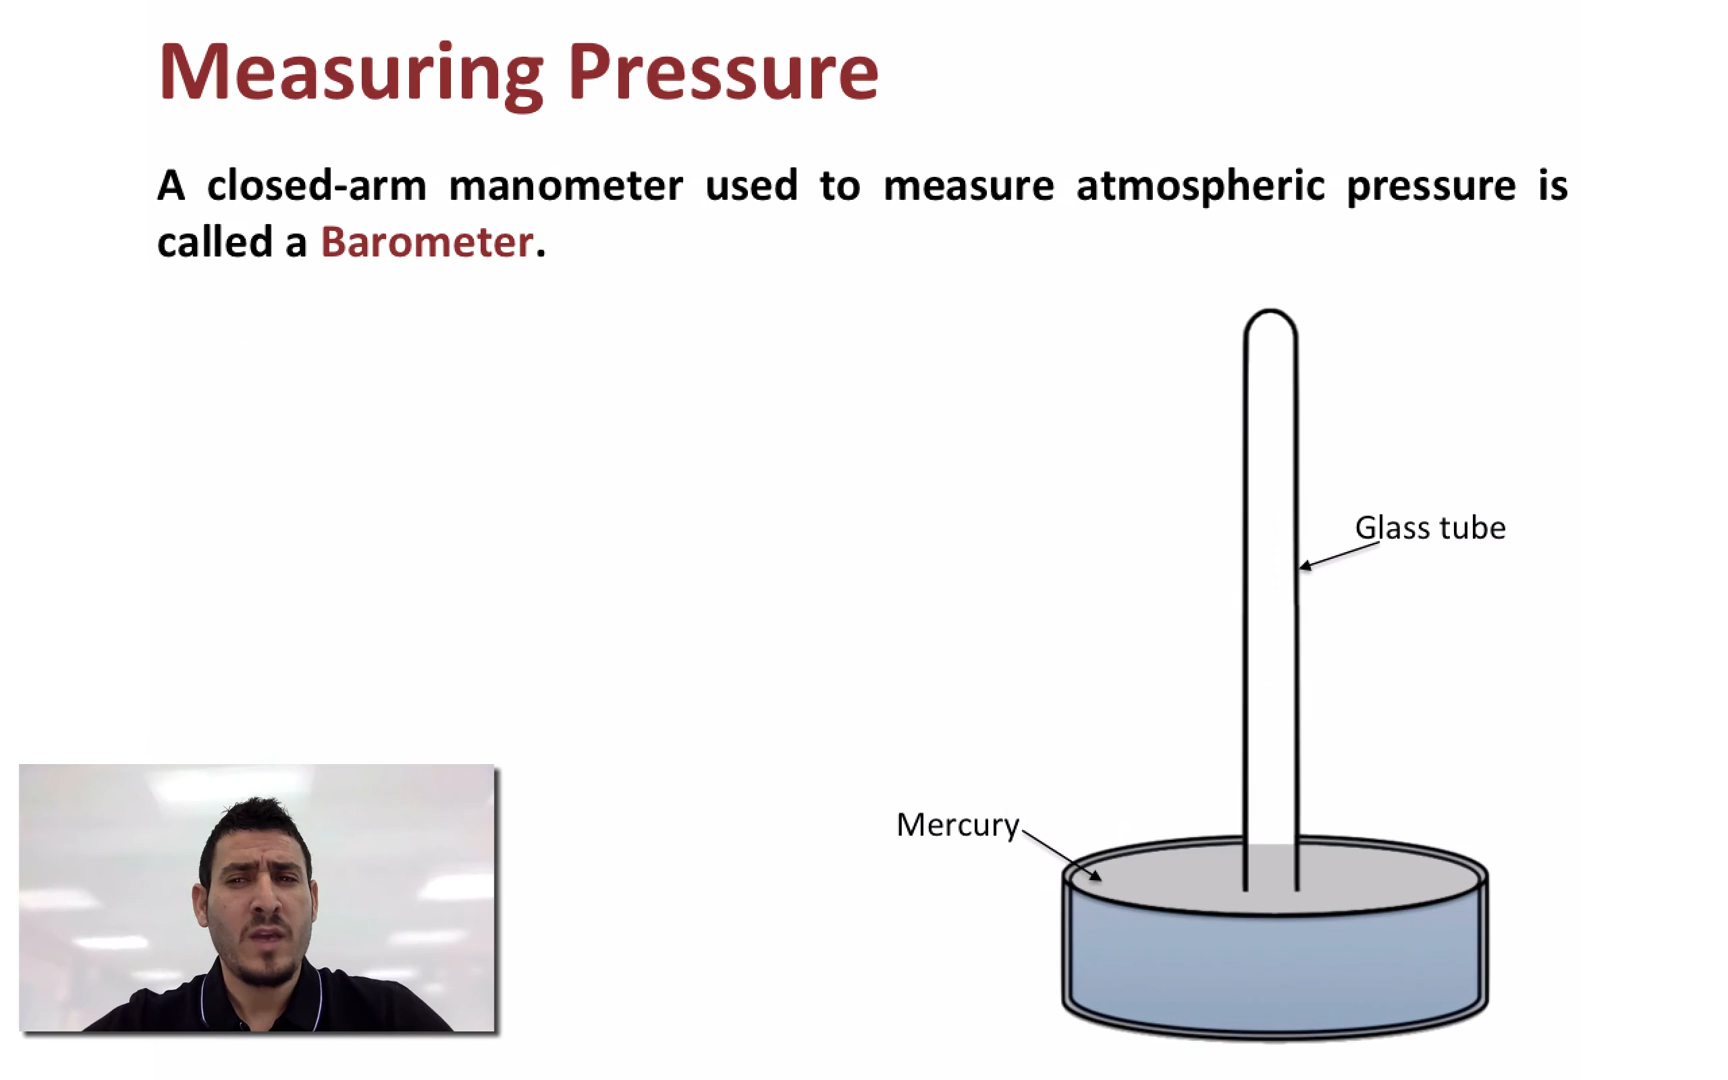 Measuring Pressure
A closed-arm manometer used to measure atmospheric pressure is
called a Barometer.
Glass tube
Mercury